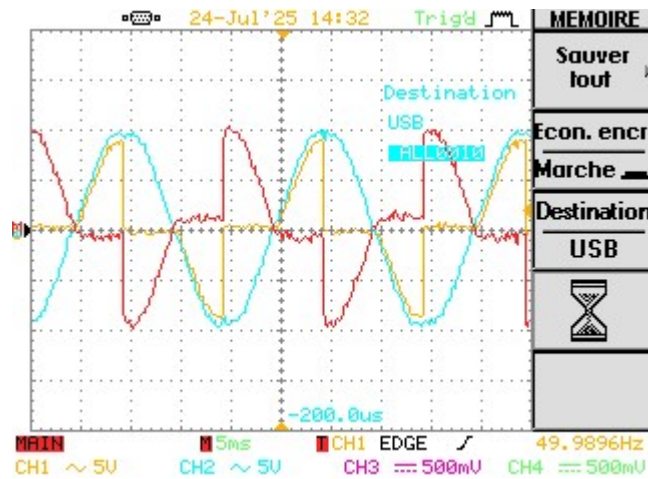 24-Jul'25 14:32 Trig'd MEMOIRE
Sauver
tout
Destination
USB
ALL0010
Econ. encr
Marche
Destination
USB
-200.0us
MAIN M 5ms T CH1 EDGE 49.9896Hz
CH1 ~ 5V CH2 ~ 5V CH3 500mV CH4 500mV